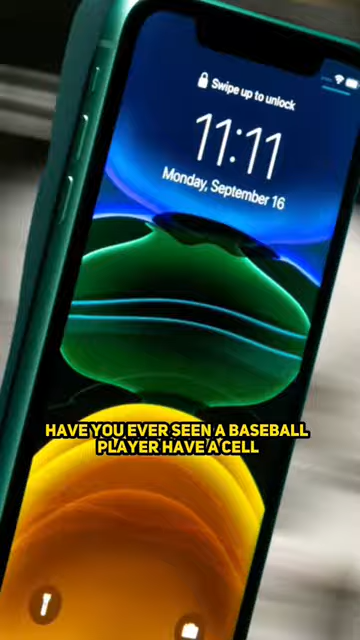 Swipe up to unlock
11:11
Monday, September 16
HAVE YOU EVER SEEN A BASEBALL
PLAYER HAVE A CELL